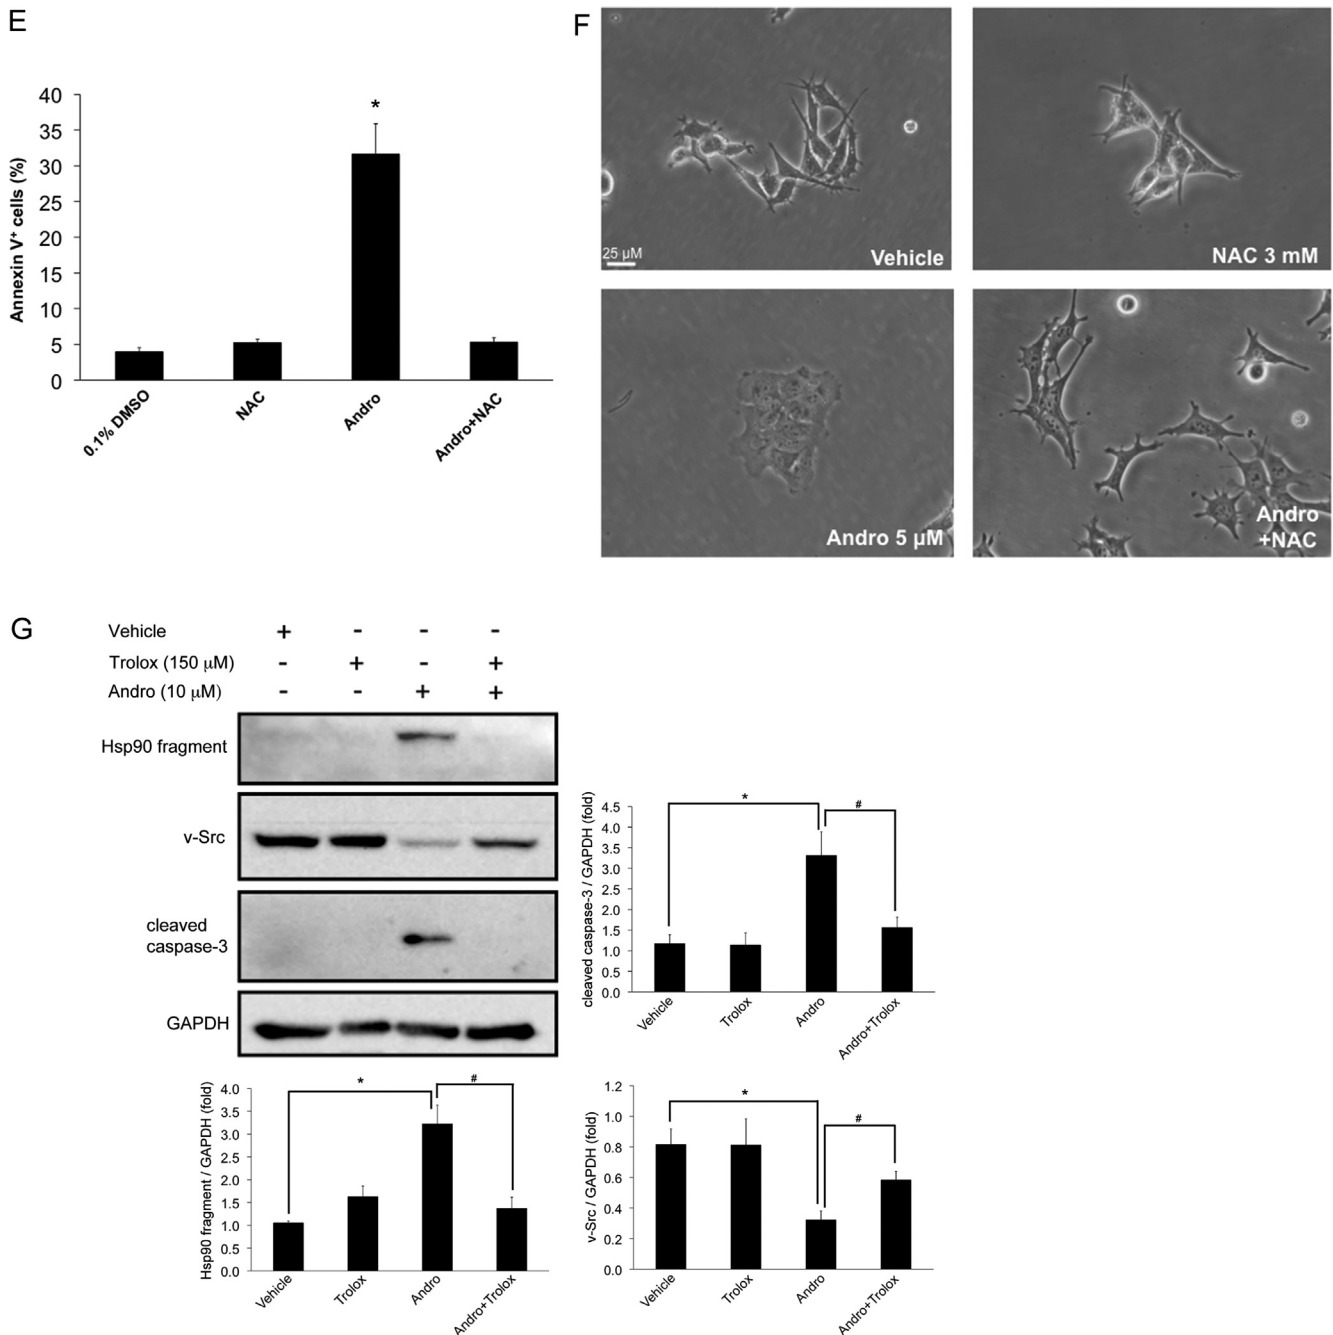 E
40
35
30
25
20
15
10
5
0
Annexin V⁺ cells (%)
*
0.1% DMSO
NAC
Andro
Andro+NAC
F
25 µM
Vehicle
NAC 3 mM
Andro 5 µM
Andro
+NAC
G
Vehicle + - - -
Trolox (150 µM) - + - +
Andro (10 µM) - - + +
Hsp90 fragment
v-Src
cleaved
caspase-3
GAPDH
cleaved caspase-3 / GAPDH (fold)
4.5
4.0
3.5
3.0
2.5
2.0
1.5
1.0
0.5
0.0
*
#
Vehicle
Trolox
Andro
Andro+Trolox
Hsp90 fragment / GAPDH (fold)
4.0
3.5
3.0
2.5
2.0
1.5
1.0
0.5
0.0
*
#
Vehicle
Trolox
Andro
Andro+Trolox
v-Src / GAPDH (fold)
1.2
1.0
0.8
0.6
0.4
0.2
0.0
*
#
Vehicle
Trolox
Andro
Andro+Trolox